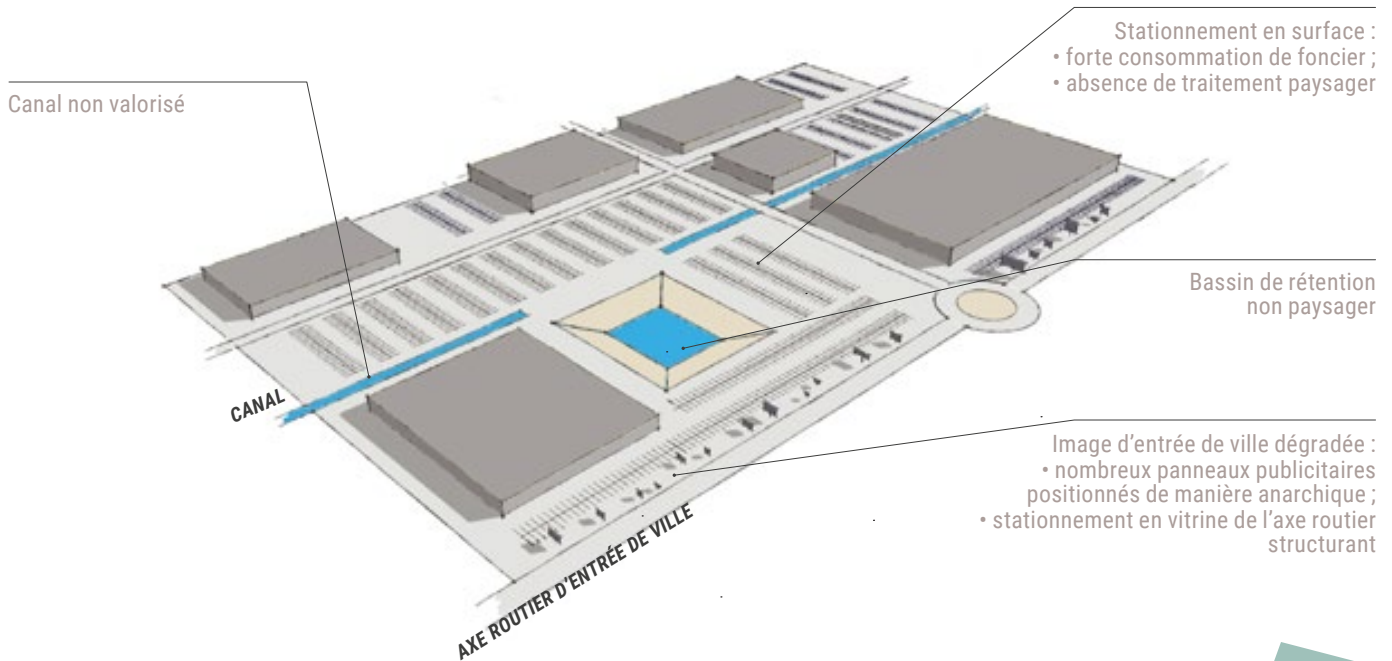 Stationnement en surface :
• forte consommation de foncier ;
• absence de traitement paysager
Canal non valorisé
Bassin de rétention
non paysager
CANAL
Image d’entrée de ville dégradée :
• nombreux panneaux publicitaires
positionnés de manière anarchique ;
• stationnement en vitrine de l’axe routier
structurant
AXE ROUTIER D’ENTRÉE DE VILLE